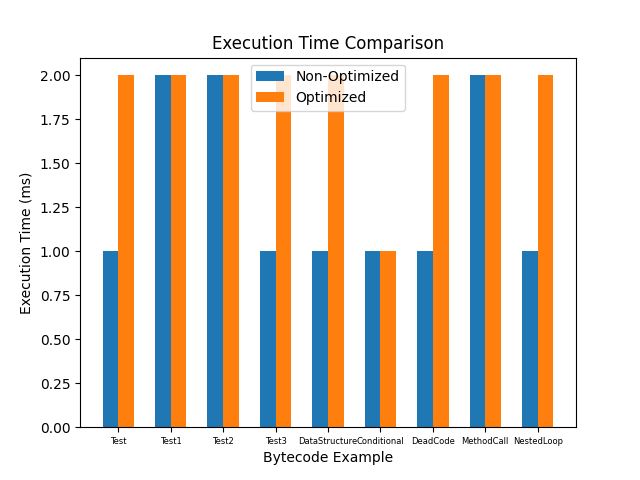 Execution Time Comparison
Non-Optimized
Optimized
2.00
1.75
1.50
1.25
1.00
0.75
0.50
0.25
0.00
Execution Time (ms)
Test Test1 Test2 Test3 DataStructure Conditional DeadCode MethodCall NestedLoop
Bytecode Example